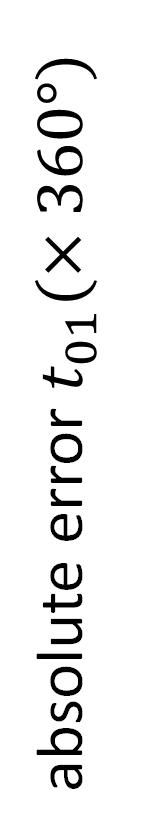 absolute error t₀₁ (× 360°)